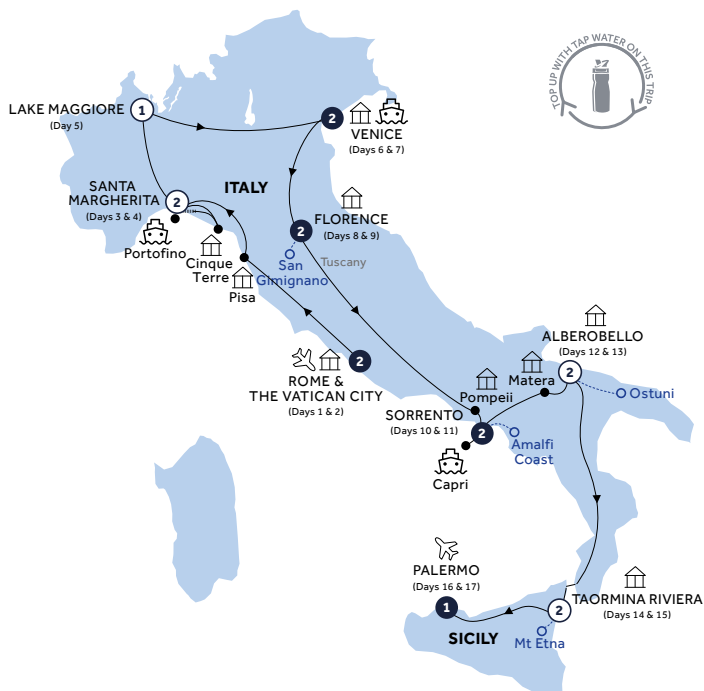 TOP UP WITH TAP WATER ON THIS TRIP
LAKE MAGGIORE
(Day 5)
1
2
VENICE
(Days 6 & 7)
SANTA
MARGHERITA
(Days 3 & 4)
2
ITALY
Portofino
Cinque
Terre
Pisa
FLORENCE
(Days 8 & 9)
2
San
Gimignano
Tuscany
2
ROME &
THE VATICAN CITY
(Days 1 & 2)
ALBEROBELLO
(Days 12 & 13)
2
Matera
Ostuni
Pompeii
SORRENTO
(Days 10 & 11)
2
Amalfi
Coast
Capri
PALERMO
(Days 16 & 17)
1
TAORMINA RIVIERA
(Days 14 & 15)
2
SICILY
Mt Etna